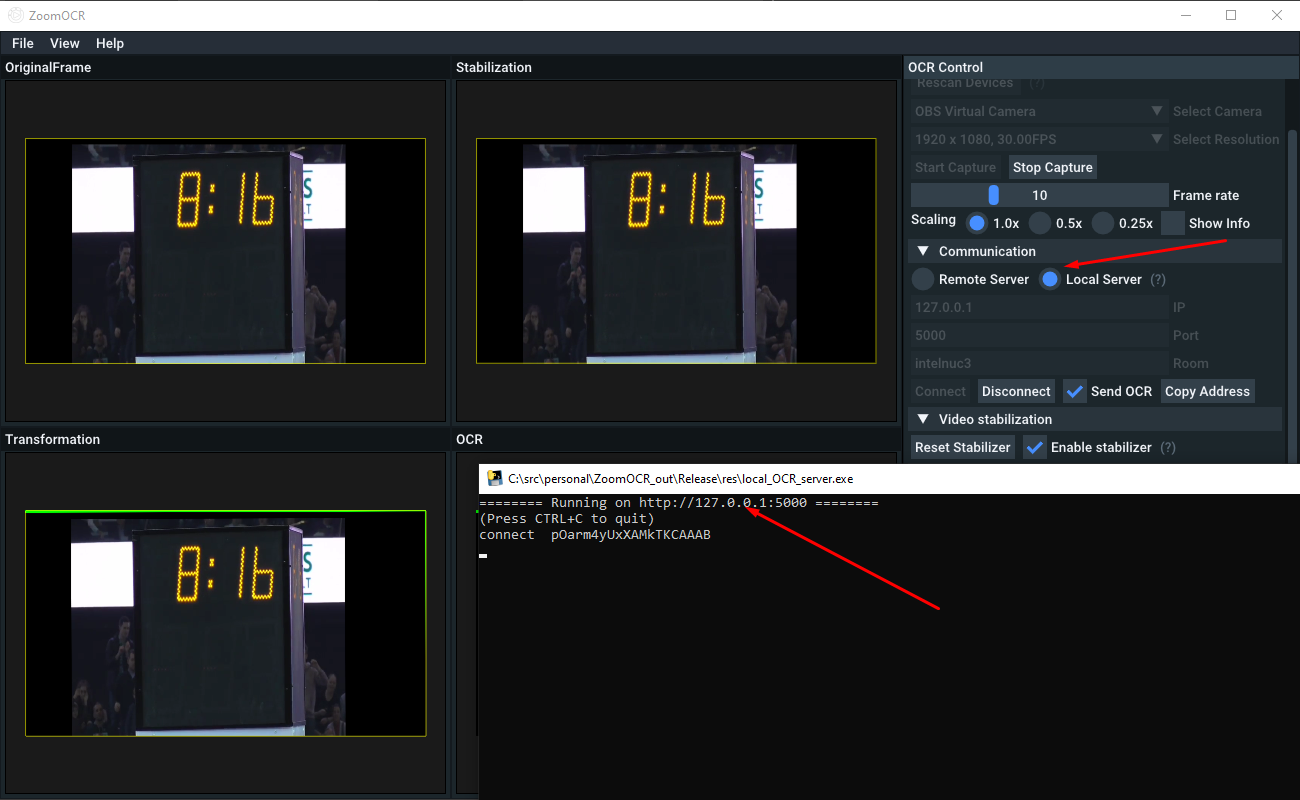 ZoomOCR
File View Help
OriginalFrame
8:16
S
LT
Stabilization
8:16
S
LT
Transformation
8:16
S
LT
OCR
OCR Control
Rescan Devices (?)
OBS Virtual Camera Select Camera
1920 x 1080, 30.00FPS Select Resolution
Start Capture Stop Capture
10 Frame rate
Scaling 1.0x 0.5x 0.25x Show Info
Communication
Remote Server Local Server (?)
127.0.0.1 IP
5000 Port
intelnuc3 Room
Connect Disconnect Send OCR Copy Address
Video stabilization
Reset Stabilizer Enable stabilizer (?)
C:\src\personal\ZoomOCR_out\Release\res\local_OCR_server.exe
======== Running on http://127.0.0.1:5000 ========
(Press CTRL+C to quit)
connect  pOarm4yUxXAMkTKCAAAB